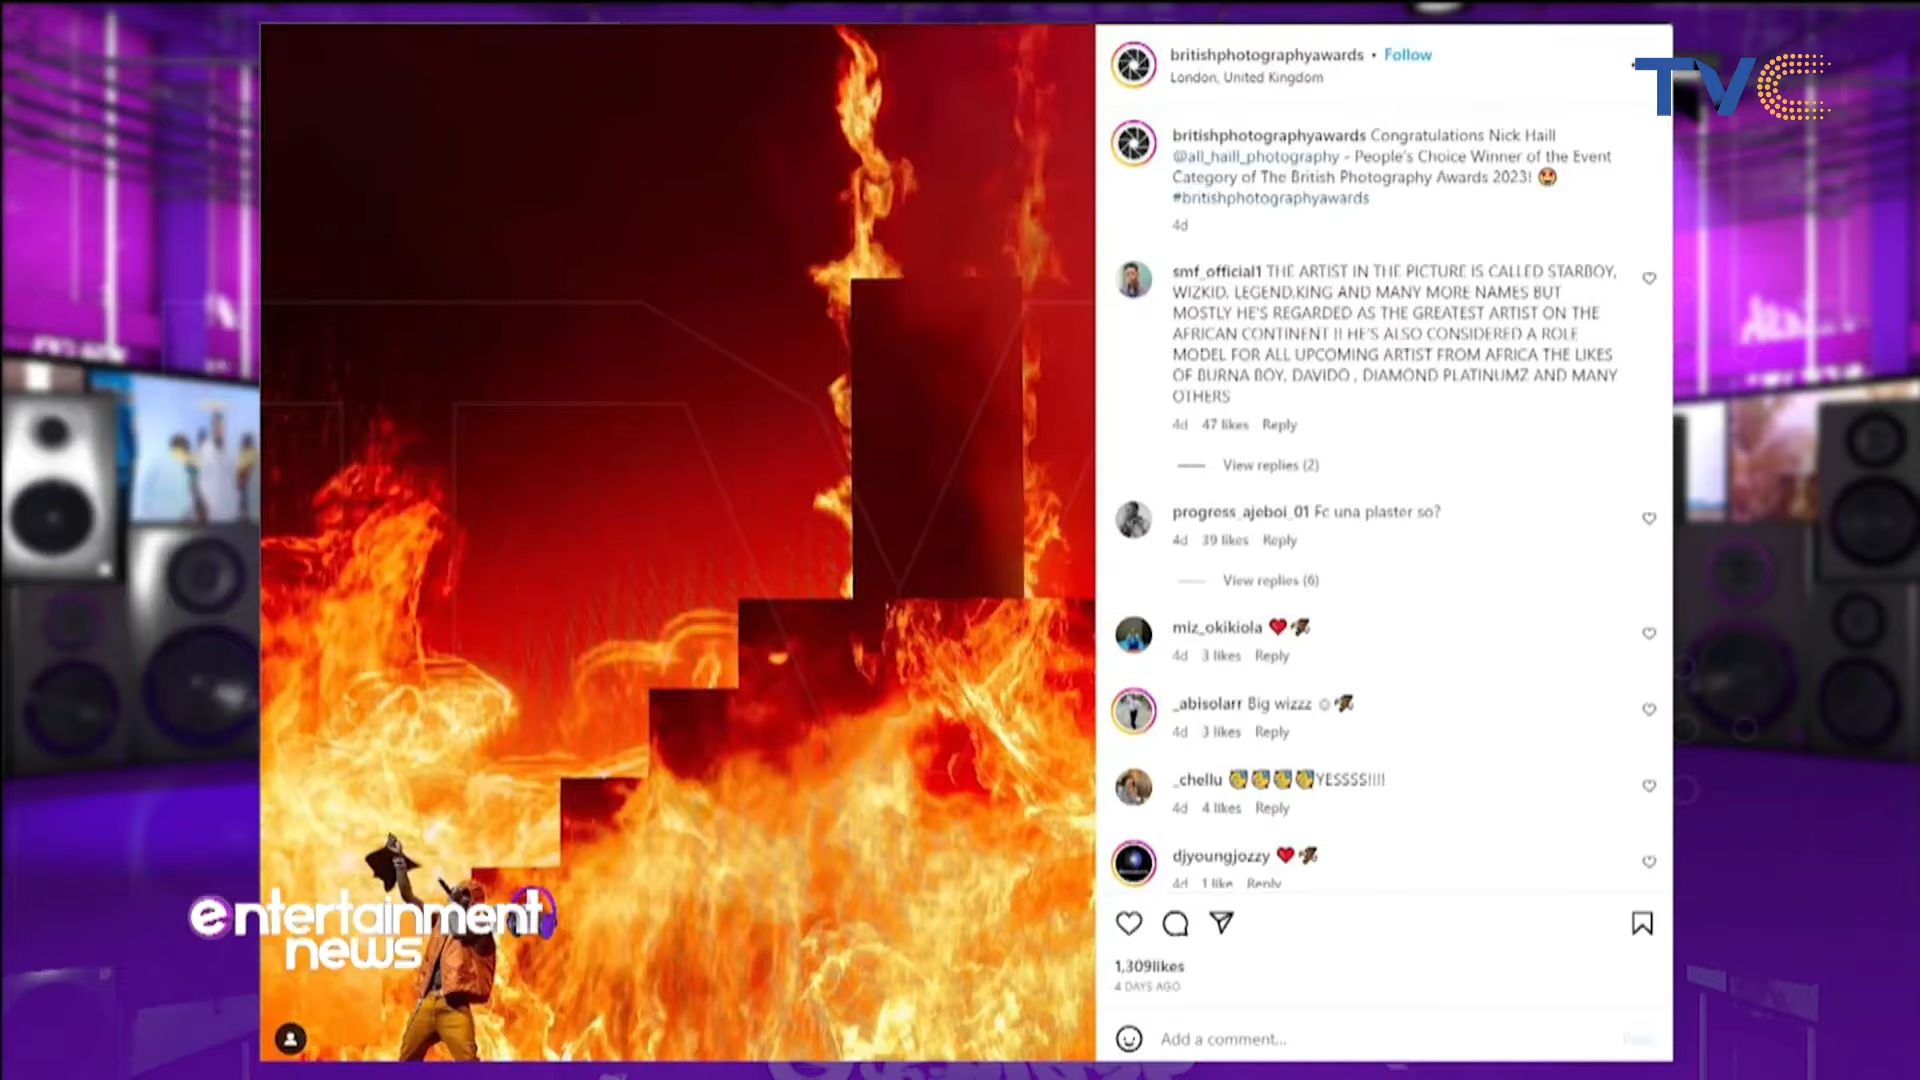 britishphotographyawards • Follow
London, United Kingdom
TVC
britishphotographyawards Congratulations Nick Haill
@all_haill_photography - People's Choice Winner of the Event
Category of The British Photography Awards 2023! 🤩
#britishphotographyawards
4d
smf_official1 THE ARTIST IN THE PICTURE IS CALLED STARBOY,
WIZKID, LEGEND,KING AND MANY MORE NAMES BUT
MOSTLY HE'S REGARDED AS THE GREATEST ARTIST ON THE
AFRICAN CONTINENT !! HE'S ALSO CONSIDERED A ROLE
MODEL FOR ALL UPCOMING ARTIST FROM AFRICA THE LIKES
OF BURNA BOY, DAVIDO , DIAMOND PLATINUMZ AND MANY
OTHERS
4d 47 likes Reply
View replies (2)
progress_ajeboi_01 Fc una plaster so?
4d 39 likes Reply
View replies (6)
miz_okikiola ❤️🦅
4d 3 likes Reply
_abisolarr Big wizzz ☼🦅
4d 3 likes Reply
_chellu 🥳🥳🥳🥳YESSSS!!!!
4d 4 likes Reply
djyoungjozzy ❤️🦅
4d 1 like Reply
entertainment
news
1,309likes
4 DAYS AGO
Add a comment...